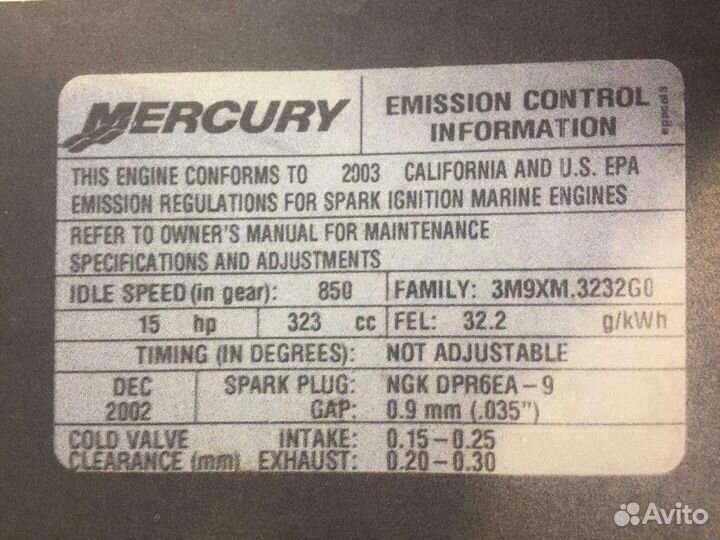 MERCURY
EMISSION CONTROL
INFORMATION
THIS ENGINE CONFORMS TO 2003 CALIFORNIA AND U.S. EPA
EMISSION REGULATIONS FOR SPARK IGNITION MARINE ENGINES
REFER TO OWNER'S MANUAL FOR MAINTENANCE
SPECIFICATIONS AND ADJUSTMENTS
IDLE SPEED (in gear): 850 FAMILY: 3M9XM.3232G0
15 hp 323 cc FEL: 32.2 g/kWh
TIMING (IN DEGREES): NOT ADJUSTABLE
DEC SPARK PLUG: NGK DPR6EA-9
2002 GAP: 0.9 mm (.035")
COLD VALVE INTAKE: 0.15-0.25
CLEARANCE (mm) EXHAUST: 0.20-0.30
Avito